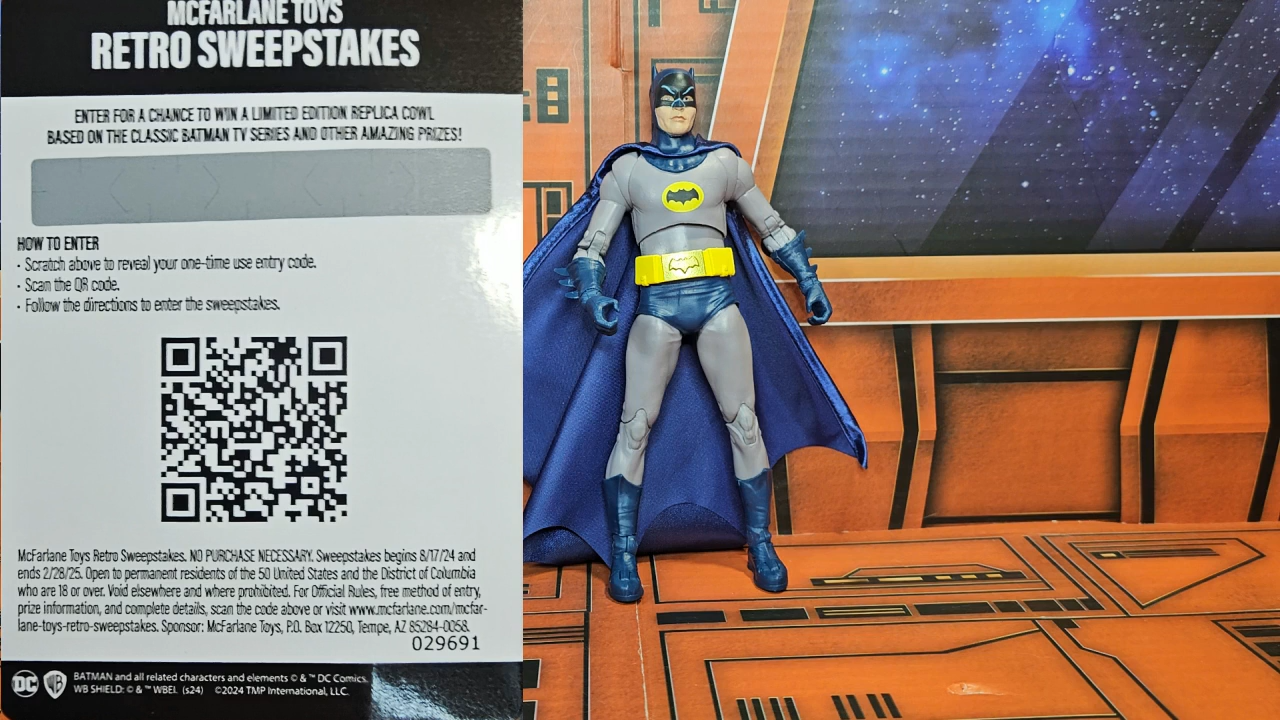 MCFARLANE TOYS
RETRO SWEEPSTAKES
ENTER FOR A CHANCE TO WIN A LIMITED EDITION REPLICA COWL
BASED ON THE CLASSIC BATMAN TV SERIES AND OTHER AMAZING PRIZES!
HOW TO ENTER
• Scratch above to reveal your one-time use entry code.
• Scan the QR code.
• Follow the directions to enter the sweepstakes.
McFarlane Toys Retro Sweepstakes. NO PURCHASE NECESSARY. Sweepstakes begins 8/17/24 and
ends 2/28/25. Open to permanent residents of the 50 United States and the District of Columbia
who are 18 or over. Void elsewhere and where prohibited. For Official Rules, free method of entry,
prize information, and complete details, scan the code above or visit www.mcfarlane.com/mcfar-
lane-toys-retro-sweepstakes. Sponsor: McFarlane Toys, P.O. Box 12250, Tempe, AZ 85284-0058.
029691
DC
WB
BATMAN and all related characters and elements © & ™ DC Comics.
WB SHIELD: © & ™ WBEI. (s24) ©2024 TMP International, LLC.